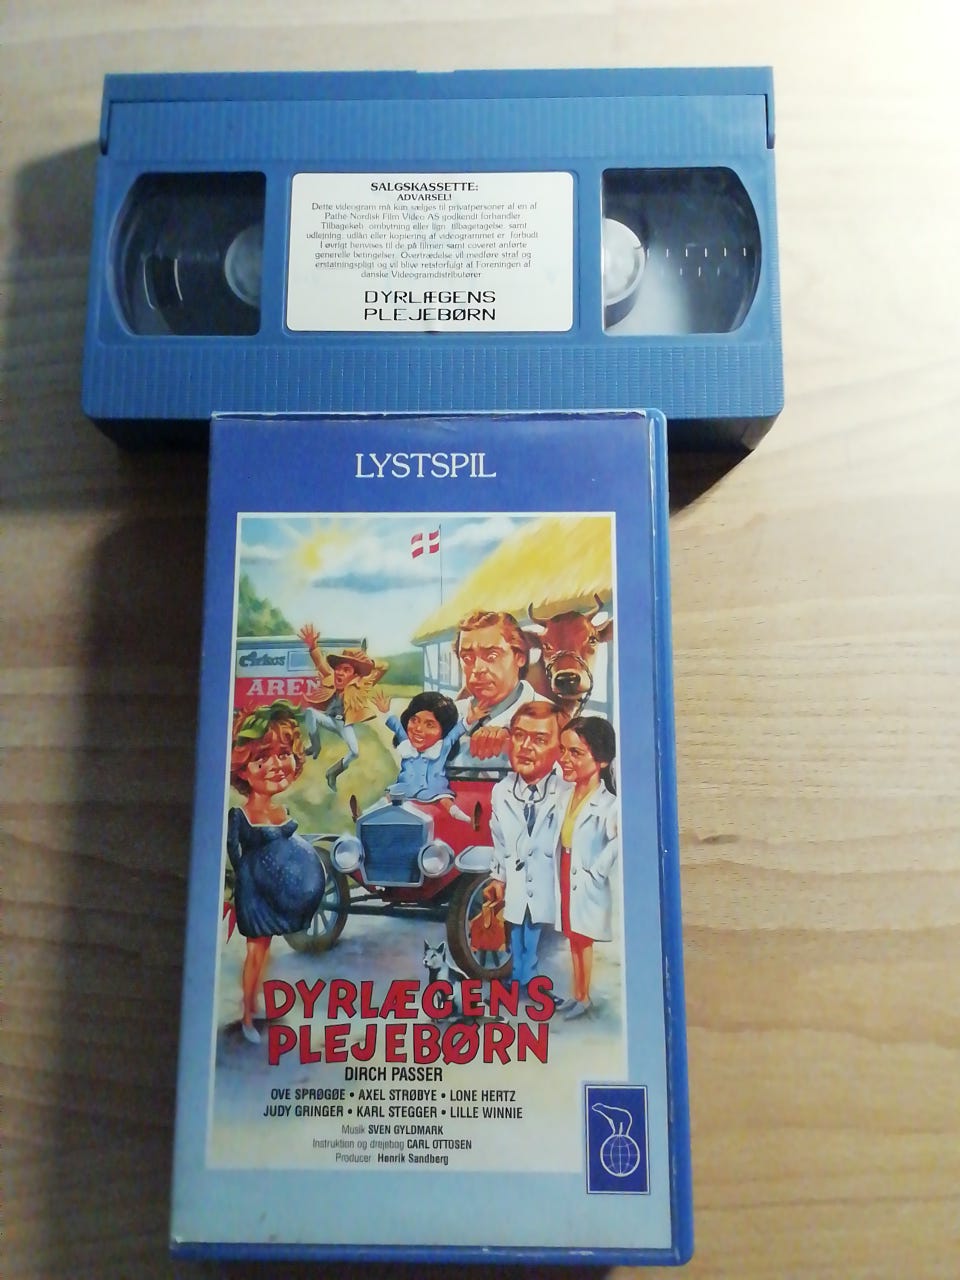 SALGSKASSETTE:
ADVARSEL!
Dette videogram må kun sælges til privatpersoner af en af
Pathe-Nordisk Film Video AS godkendt forhandler
Tilbagekøb, ombytning eller lign. tilbagetagelse, samt
udlejning, udlån eller kopiering af videogrammet er forbudt
I øvrigt henvises til de på filmen samt coveret anførte
generelle betingelser. Overtrædelse vil medføre straf og
erstatningspligt og vil blive retsforfulgt af Foreningen af
danske Videogramdistributører
DYRLÆGENS
PLEJEBØRN
LYSTSPIL
Cirkus
AREN
DYRLÆGENS
PLEJEBØRN
DIRCH PASSER
OVE SPROGØE • AXEL STRØBYE • LONE HERTZ
JUDY GRINGER • KARL STEGGER • LILLE WINNIE
Musik SVEN GYLDMARK
Instruktion og drejebog CARL OTTOSEN
Producer Henrik Sandberg